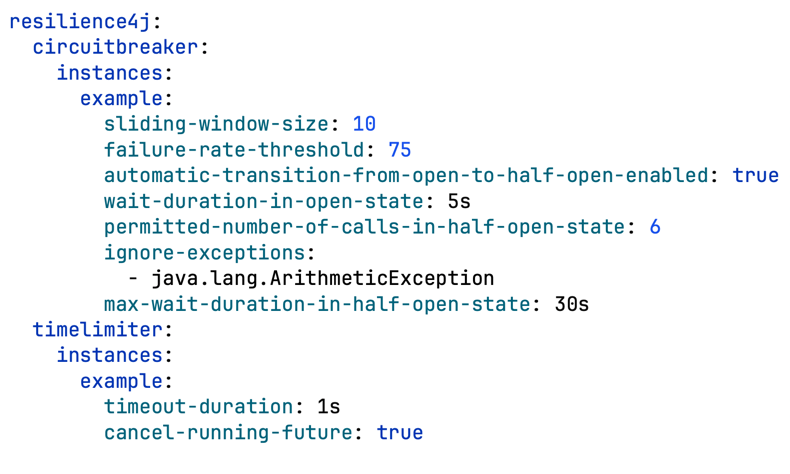 resilience4j:
  circuitbreaker:
    instances:
      example:
        sliding-window-size: 10
        failure-rate-threshold: 75
        automatic-transition-from-open-to-half-open-enabled: true
        wait-duration-in-open-state: 5s
        permitted-number-of-calls-in-half-open-state: 6
        ignore-exceptions:
          - java.lang.ArithmeticException
        max-wait-duration-in-half-open-state: 30s
  timelimiter:
    instances:
      example:
        timeout-duration: 1s
        cancel-running-future: true